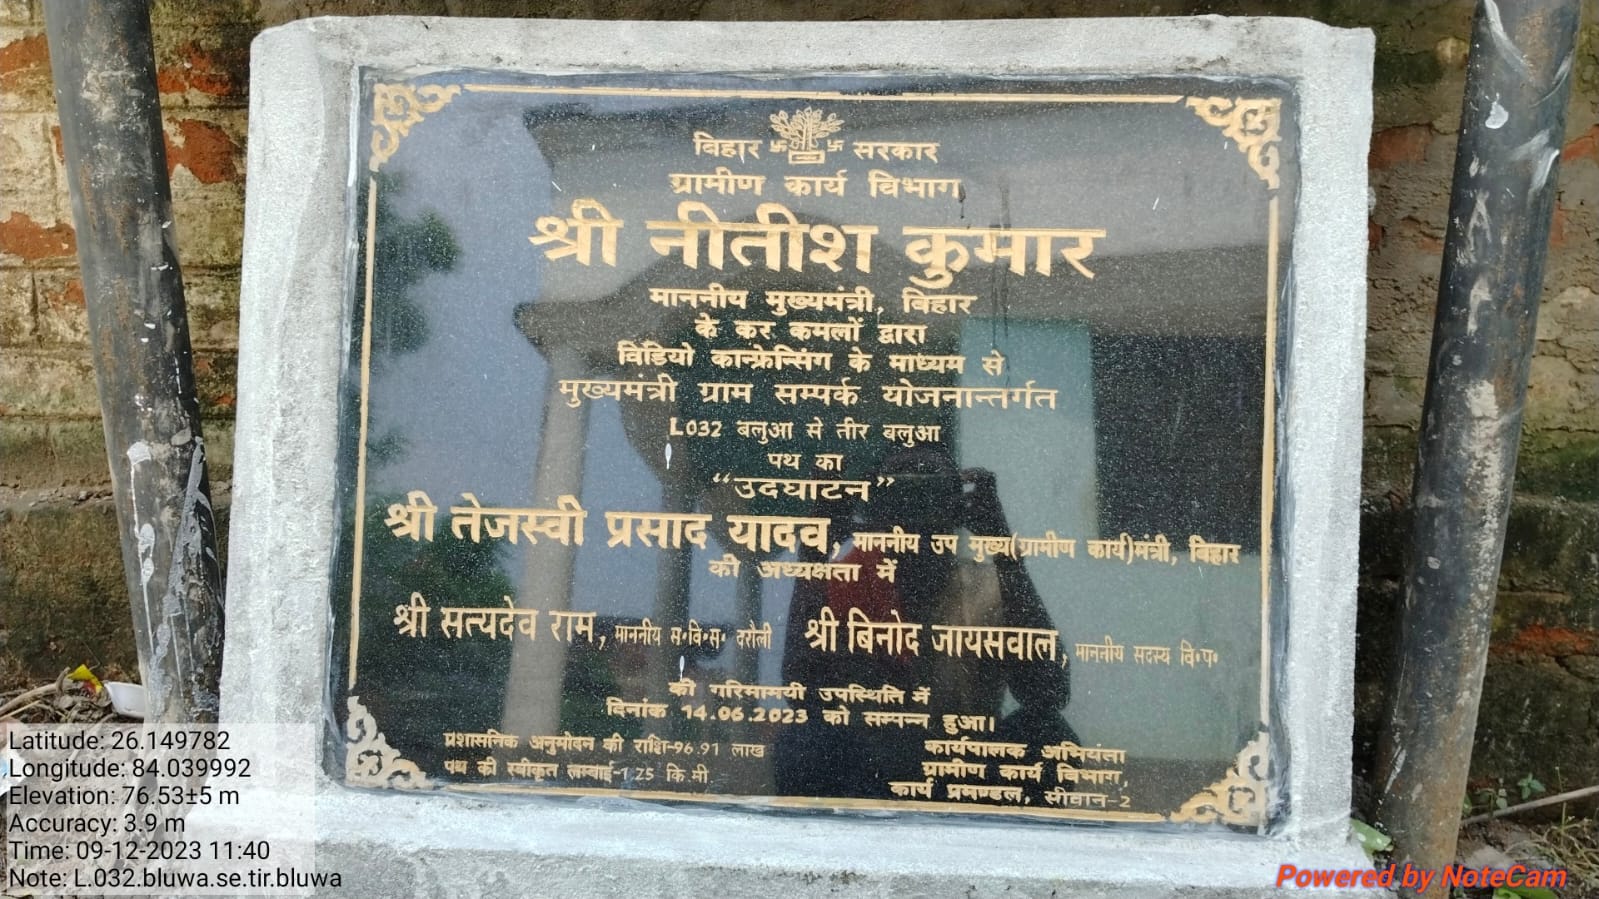 बिहार सरकार
ग्रामीण कार्य विभाग
श्री नीतीश कुमार
माननीय मुख्यमंत्री, बिहार
के कर कमलों द्वारा
विडियो कान्फ्रेन्सिंग के माध्यम से
मुख्यमंत्री ग्राम सम्पर्क योजनान्तर्गत
L032 बलुआ से तीर बलुआ
पथ का
“उदघाटन”
श्री तेजस्वी प्रसाद यादव, माननीय उप मुख्य(ग्रामीण कार्य)मंत्री, बिहार
की अध्यक्षता में
श्री सत्यदेव राम, माननीय स॰वि॰स॰ दरौली श्री बिनोद जायसवाल, माननीय सदस्य वि॰प॰
की गरिमामयी उपस्थिति में
दिनांक 14.06.2023 को सम्पन्न हुआ।
प्रशासनिक अनुमोदन की राशि-96.91 लाख
पथ की स्वीकृत लम्बाई-1.25 कि.मी.
कार्यपालक अभियंता
ग्रामीण कार्य विभाग,
कार्य प्रमण्डल, सीवान-2
Latitude: 26.149782
Longitude: 84.039992
Elevation: 76.53±5 m
Accuracy: 3.9 m
Time: 09-12-2023 11:40
Note: L.032.bluwa.se.tir.bluwa
Powered by NoteCam